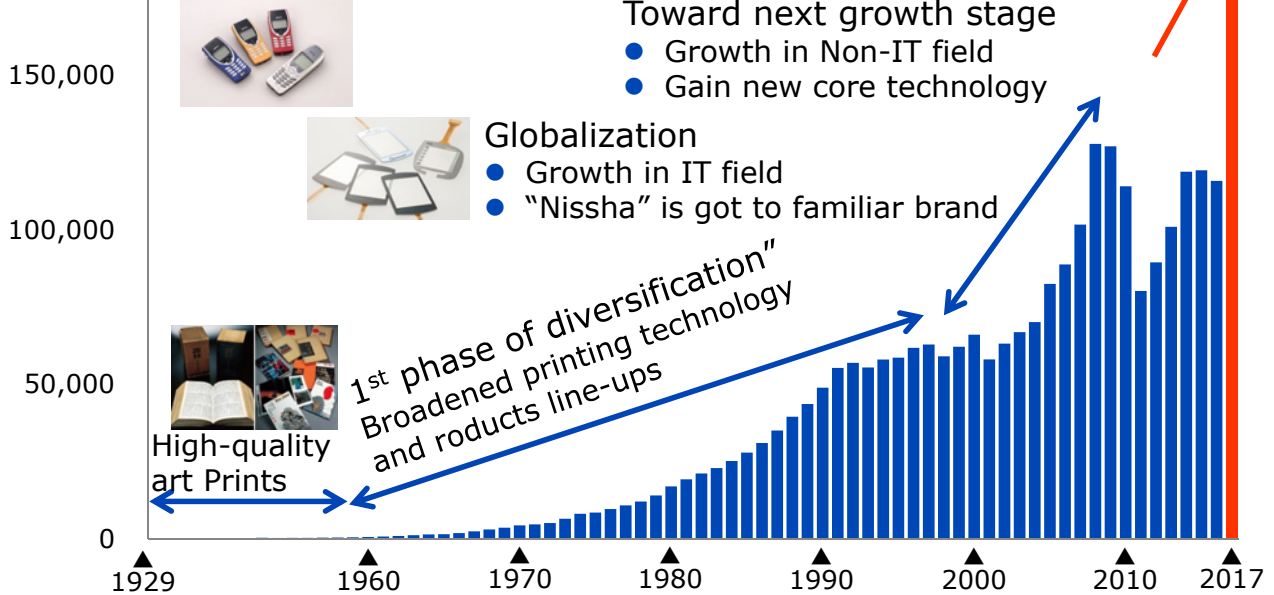 Toward next growth stage
● Growth in Non-IT field
● Gain new core technology
150,000
Globalization
● Growth in IT field
● “Nissha” is got to familiar brand
100,000
1st phase of diversification”
Broadened printing technology
and roducts line-ups
50,000
High-quality
art Prints
0
▲ ▲ ▲ ▲ ▲ ▲ ▲ ▲
1929 1960 1970 1980 1990 2000 2010 2017